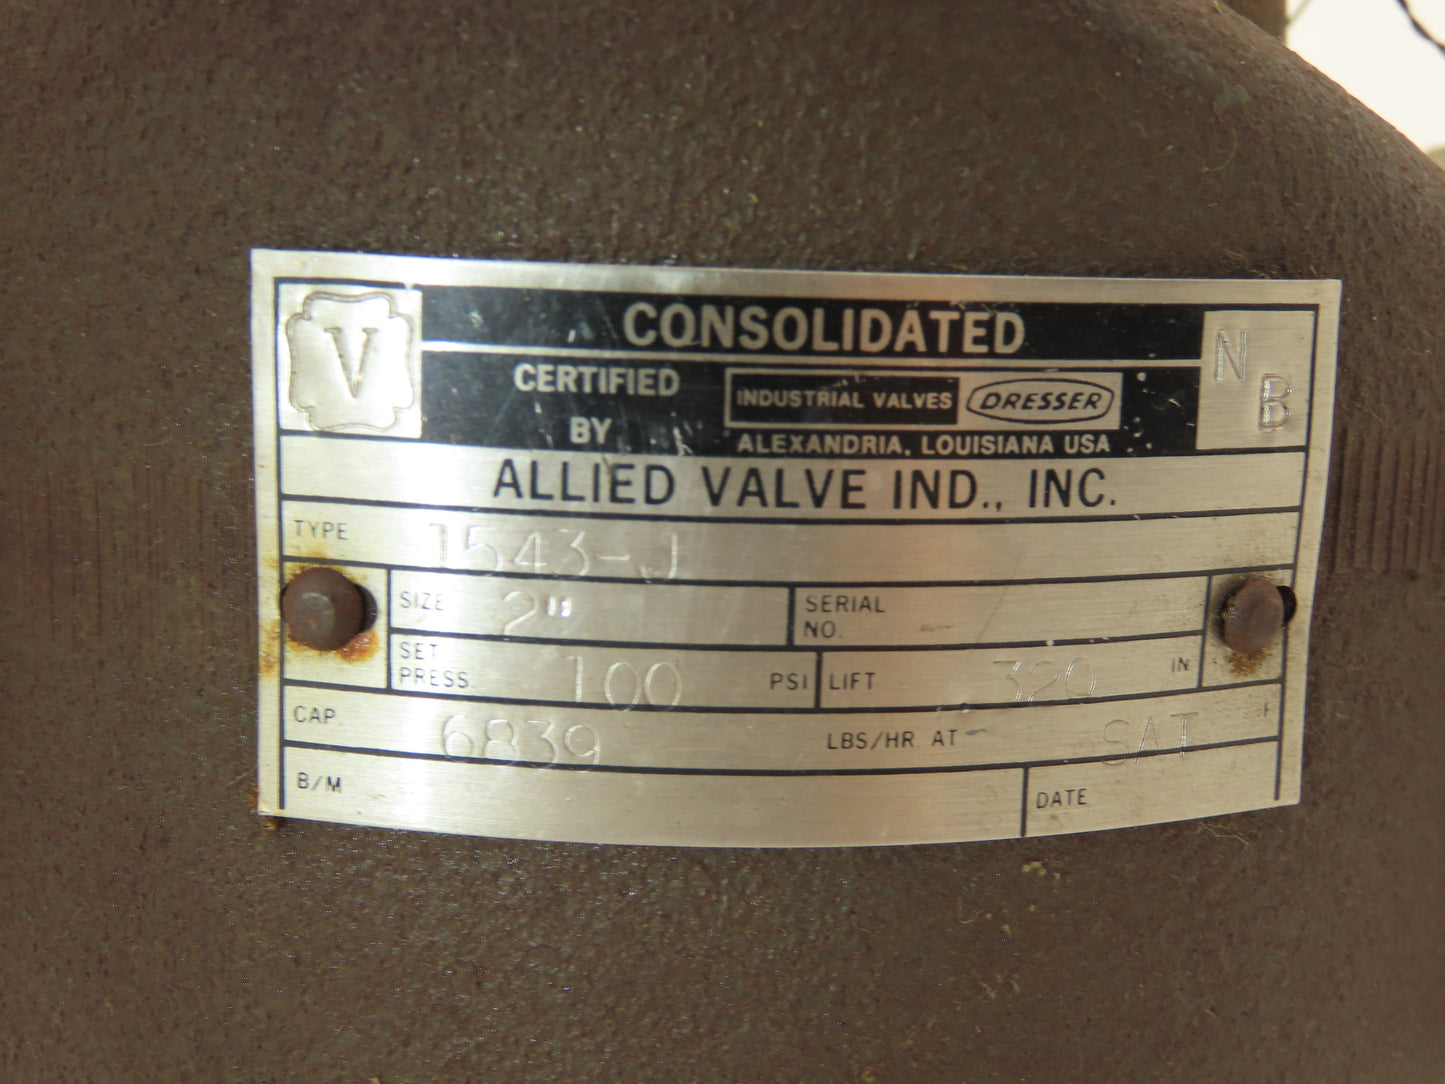 V
CONSOLIDATED
N
B
CERTIFIED
BY
INDUSTRIAL VALVES DRESSER
ALEXANDRIA, LOUISIANA USA
ALLIED VALVE IND., INC.
TYPE 1543-J
SIZE 2"
SERIAL
NO.
SET
PRESS. 100 PSI
LIFT 320 IN
CAP. 6839 LBS/HR AT SAT
B/M
DATE